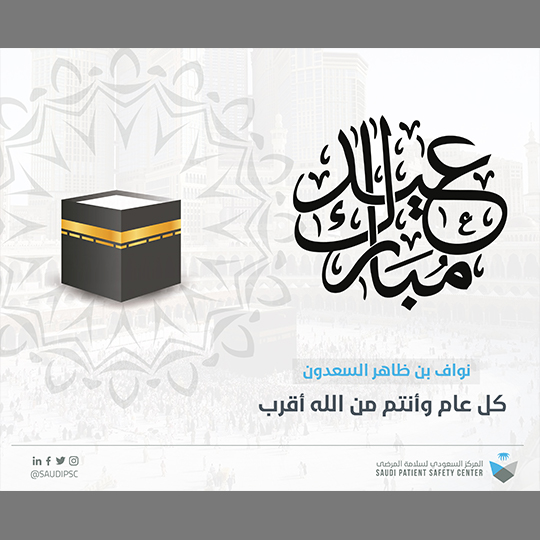 عيد مبارك
نواف بن ظاهر السعدون
كل عام وأنتم من الله أقرب
@SAUDIPSC
المركز السعودي لسلامة المرضى
SAUDI PATIENT SAFETY CENTER